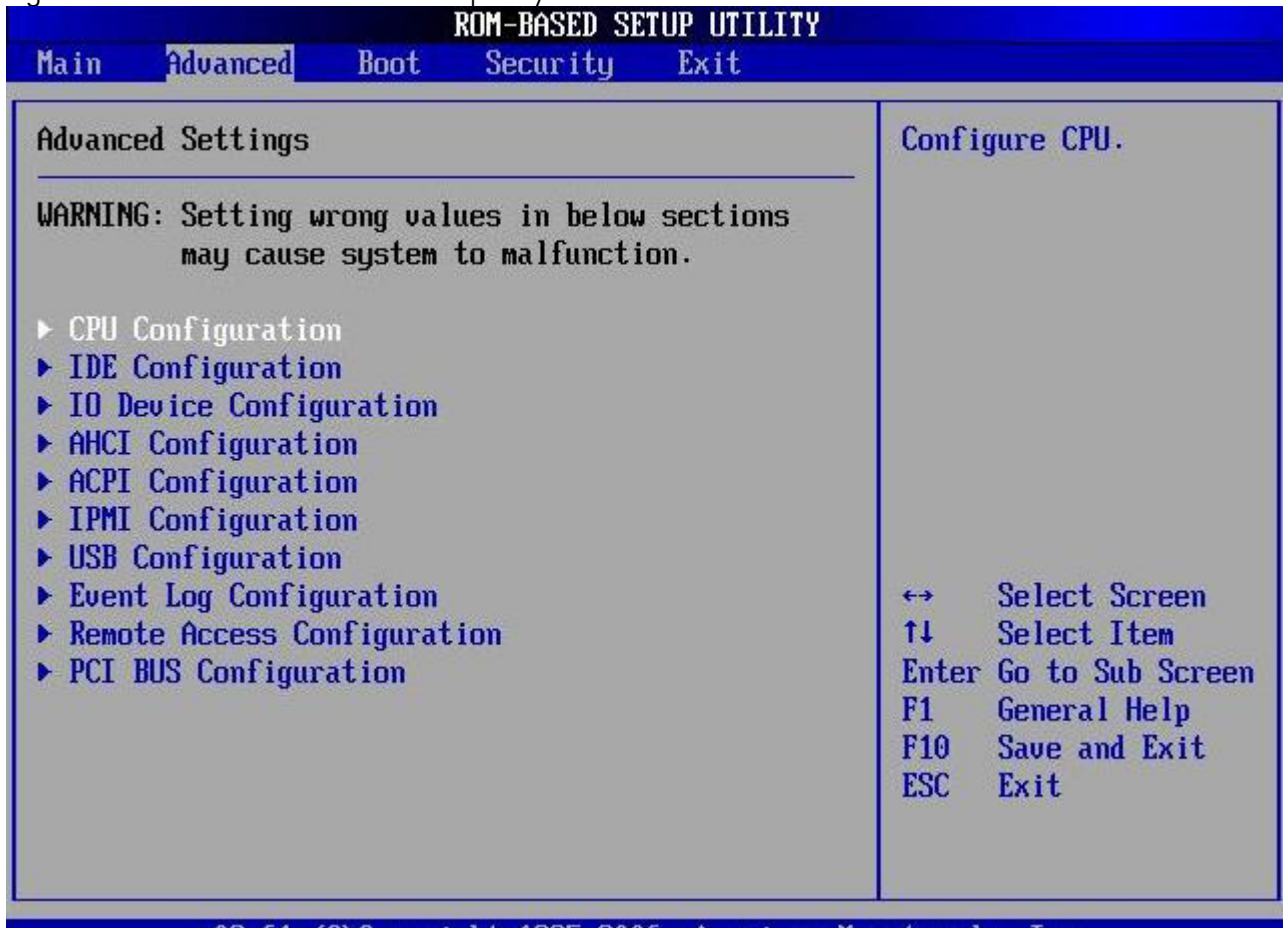 ROM-BASED SETUP UTILITY
Main Advanced Boot Security Exit
Advanced Settings
WARNING: Setting wrong values in below sections
may cause system to malfunction.
▶ CPU Configuration
▶ IDE Configuration
▶ IO Device Configuration
▶ AHCI Configuration
▶ ACPI Configuration
▶ IPMI Configuration
▶ USB Configuration
▶ Event Log Configuration
▶ Remote Access Configuration
▶ PCI BUS Configuration
Configure CPU.
↔ Select Screen
↑↓ Select Item
Enter Go to Sub Screen
F1 General Help
F10 Save and Exit
ESC Exit